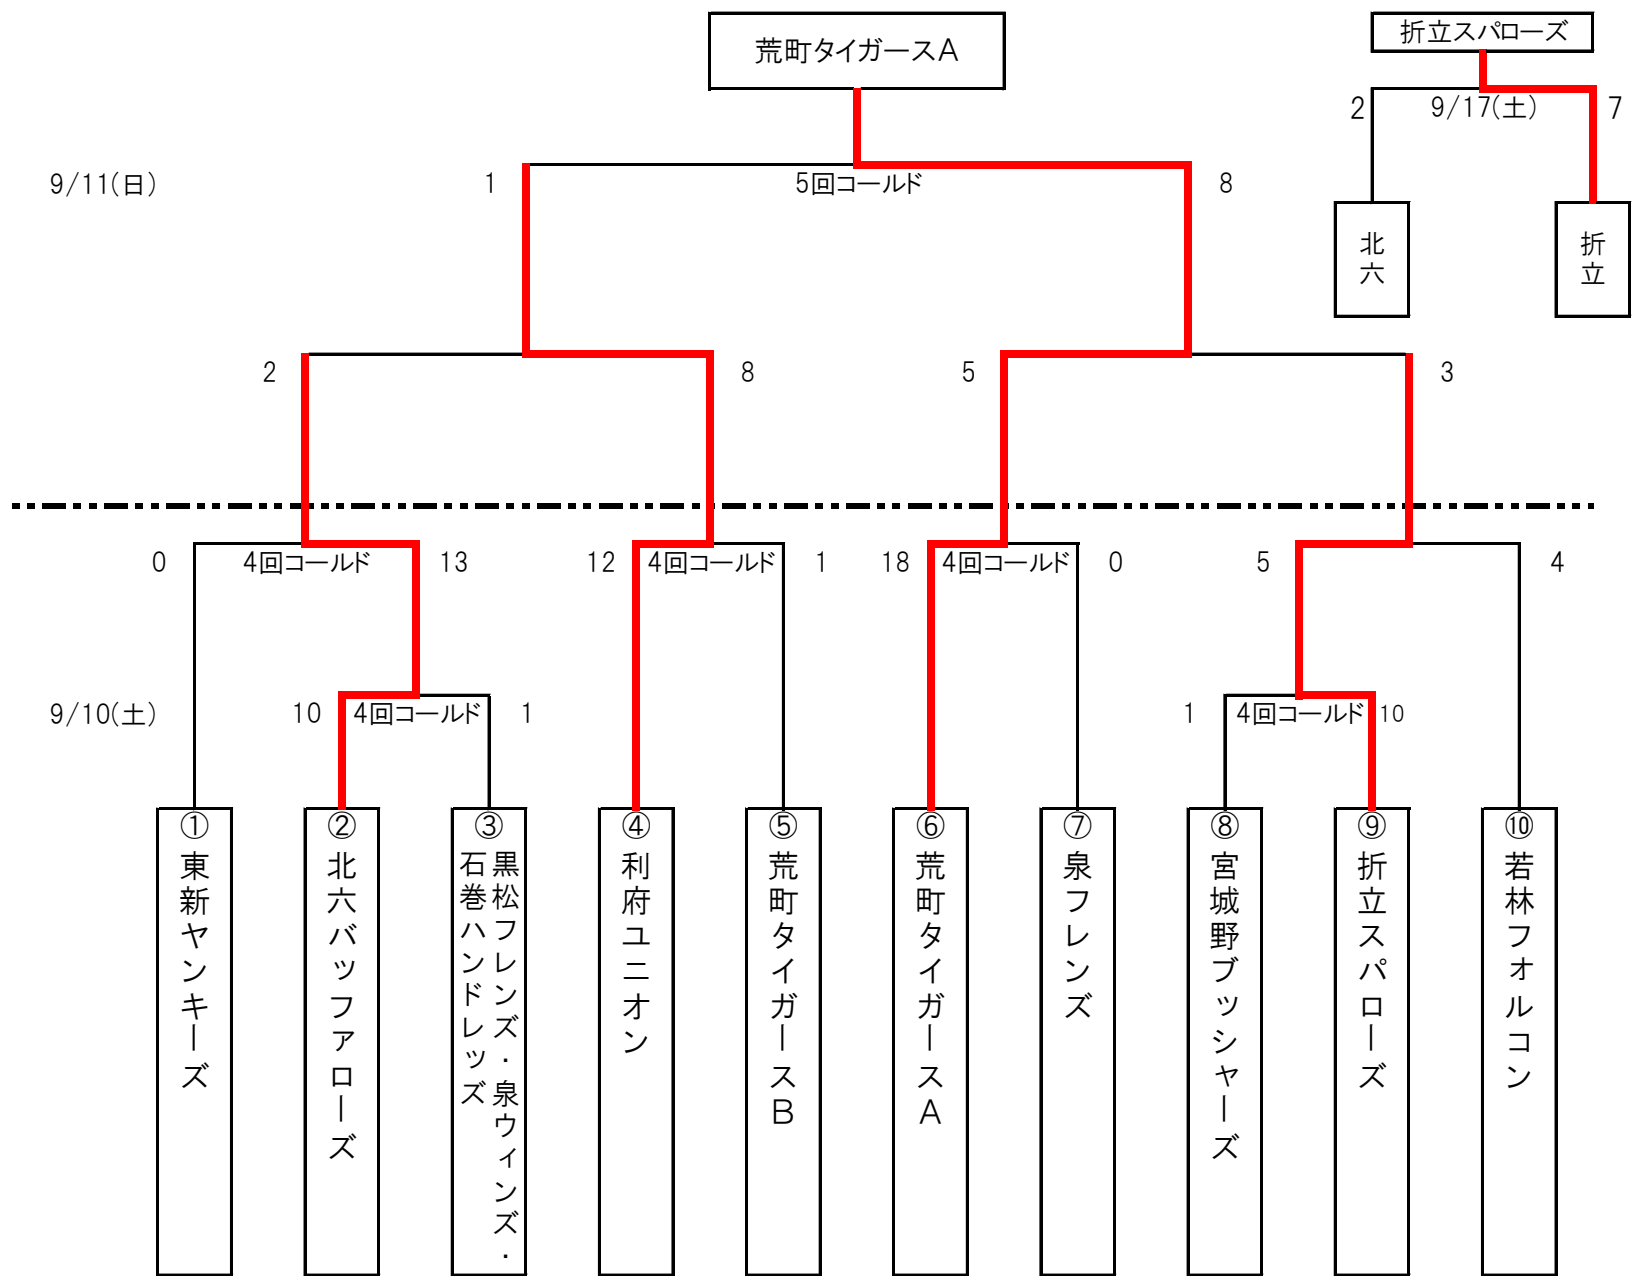 荒町タイガースA
折立スパローズ
2
9/17(土)
7
9/11(日)
1
5回コールド
8
北六
折立
2
8
5
3
0
4回コールド
13
12
4回コールド
1
18
4回コールド
0
5
4
9/10(土)
10
4回コールド
1
1
4回コールド
10
①東新ヤンキーズ
②北六バッファローズ
③
黒松フレンズ・泉ウィンズ・
石巻ハンドレッズ
④利府ユニオン
⑤荒町タイガースB
⑥荒町タイガースA
⑦泉フレンズ
⑧宮城野ブッシャーズ
⑨折立スパローズ
⑩若林フオルコン